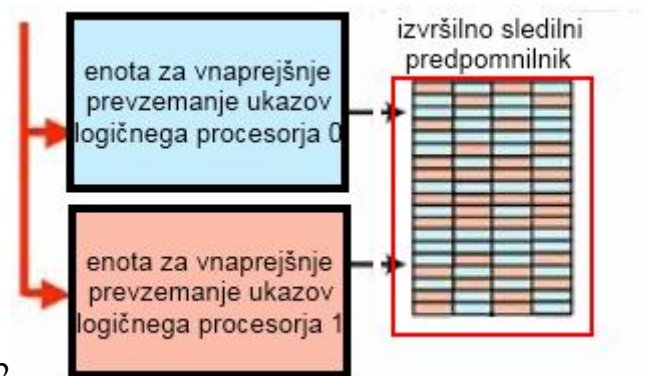 izvršilno sledilni
predpomnilnik
enota za vnaprejšnje
prevzemanje ukazov
logičnega procesorja 0
enota za vnaprejšnje
prevzemanje ukazov
logičnega procesorja 1